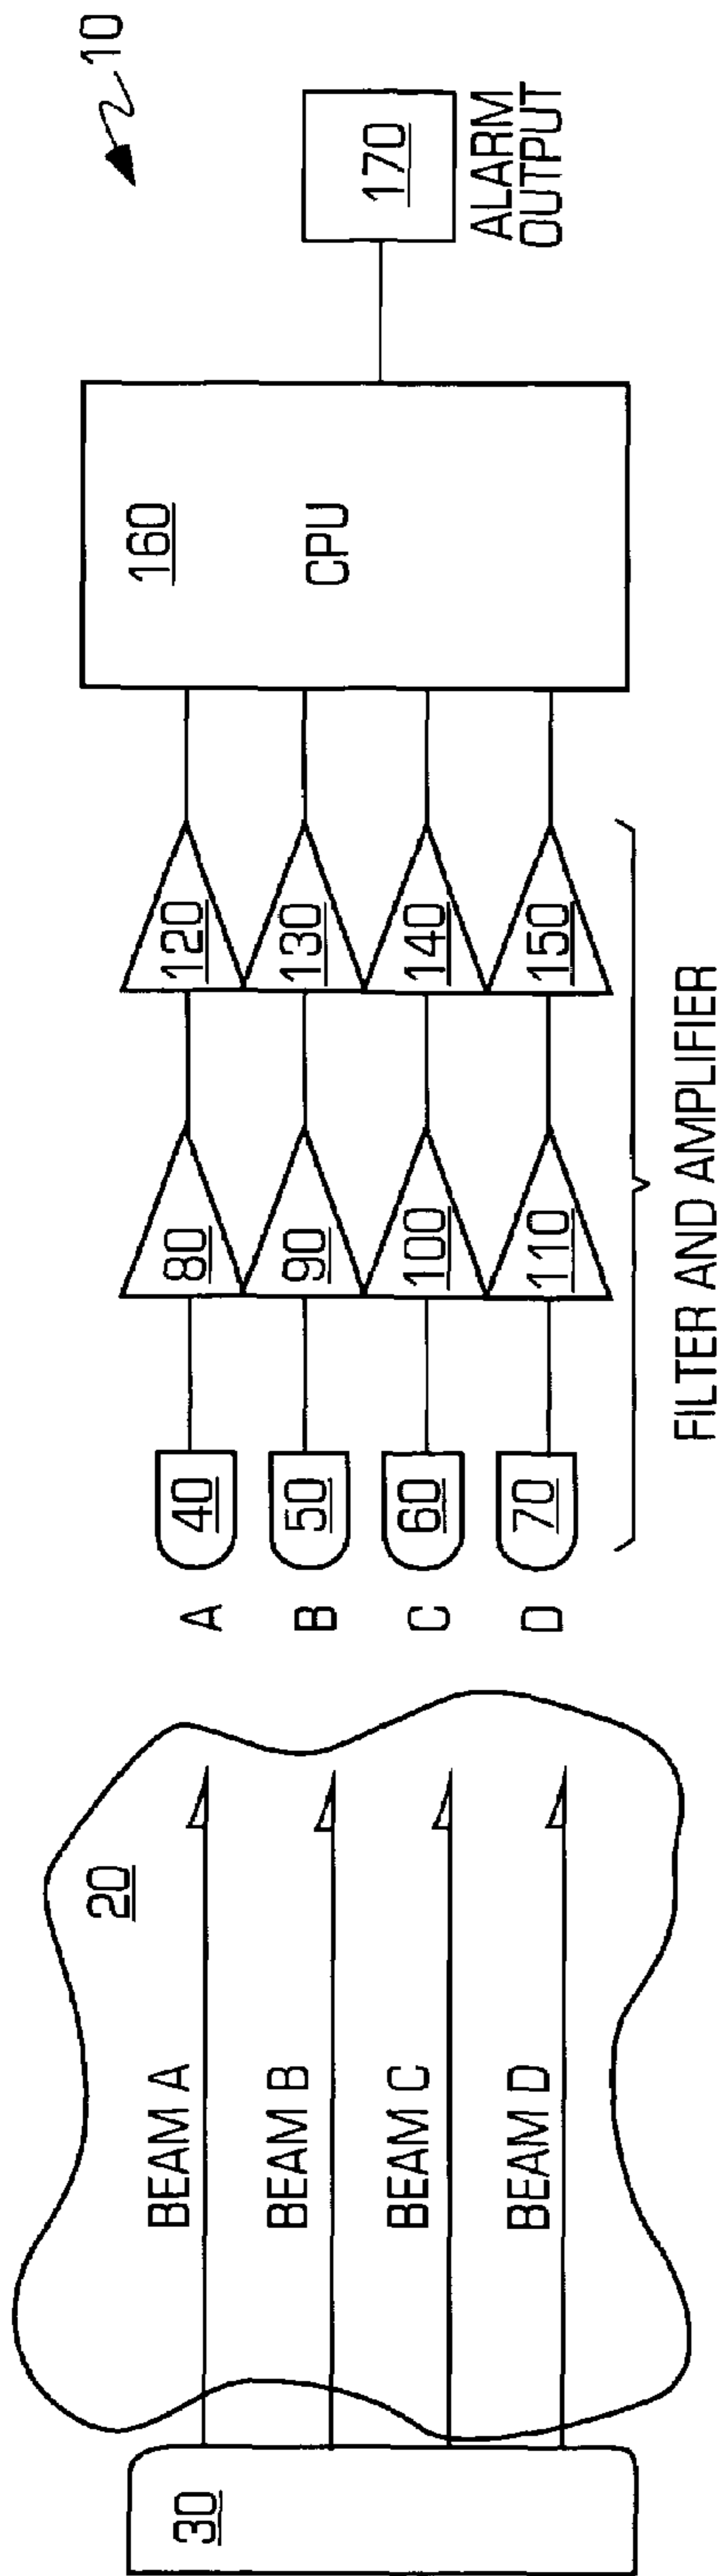 10
30
20
BEAM A
BEAM B
BEAM C
BEAM D
A
B
C
D
40
50
60
70
80
90
100
110
120
130
140
150
FILTER AND AMPLIFIER
160
CPU
170
ALARM
OUTPUT